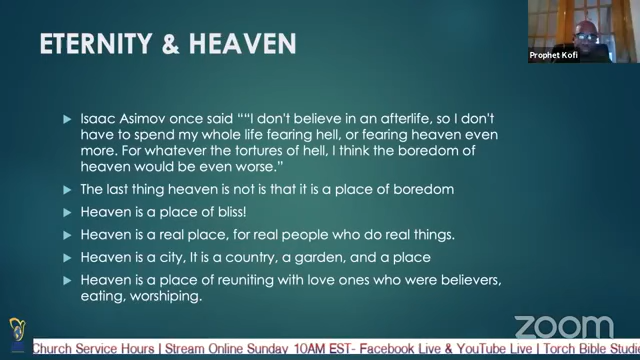 ETERNITY & HEAVEN
Prophet Kofi
Isaac Asimov once said ““I don't believe in an afterlife, so I don't
have to spend my whole life fearing hell, or fearing heaven even
more. For whatever the tortures of hell, I think the boredom of
heaven would be even worse.”
The last thing heaven is not is that it is a place of boredom
Heaven is a place of bliss!
Heaven is a real place, for real people who do real things.
Heaven is a city, It is a country, a garden, and a place
Heaven is a place of reuniting with love ones who were believers,
eating, worshiping.
zoom
Church Service Hours | Stream Online Sunday 10AM EST- Facebook Live & YouTube Live | Torch Bible Studi